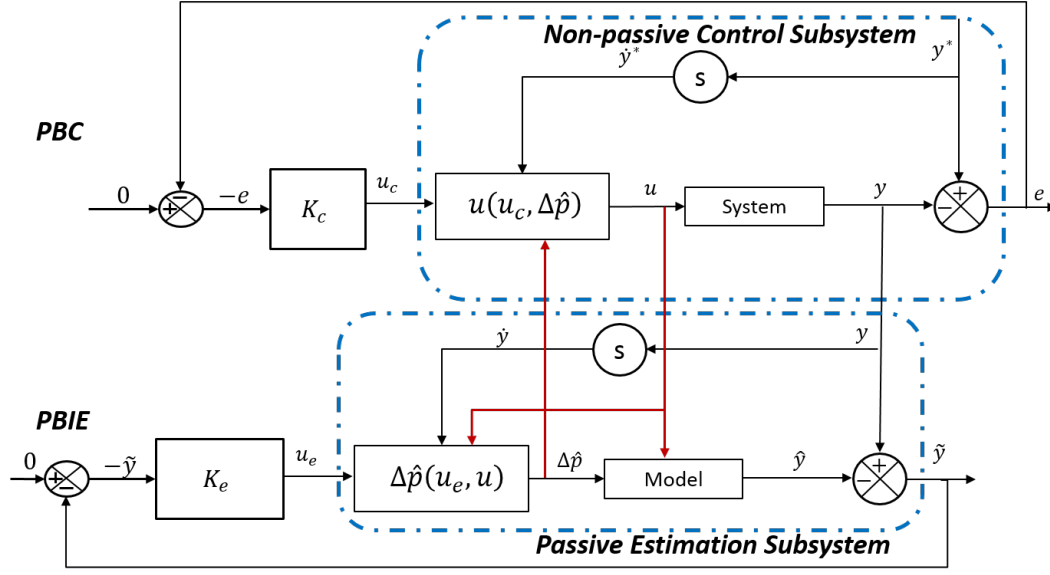 Non-passive Control Subsystem
ẏ*
y*
s
PBC
0
−
+
−e
K_c
u_c
u(u_c, Δp̂)
u
System
y
+
−
e
ẏ
s
y
PBIE
0
+
−
−ỹ
K_e
u_e
Δp̂(u_e, u)
Δp̂
Model
ŷ
+
−
ỹ
Passive Estimation Subsystem